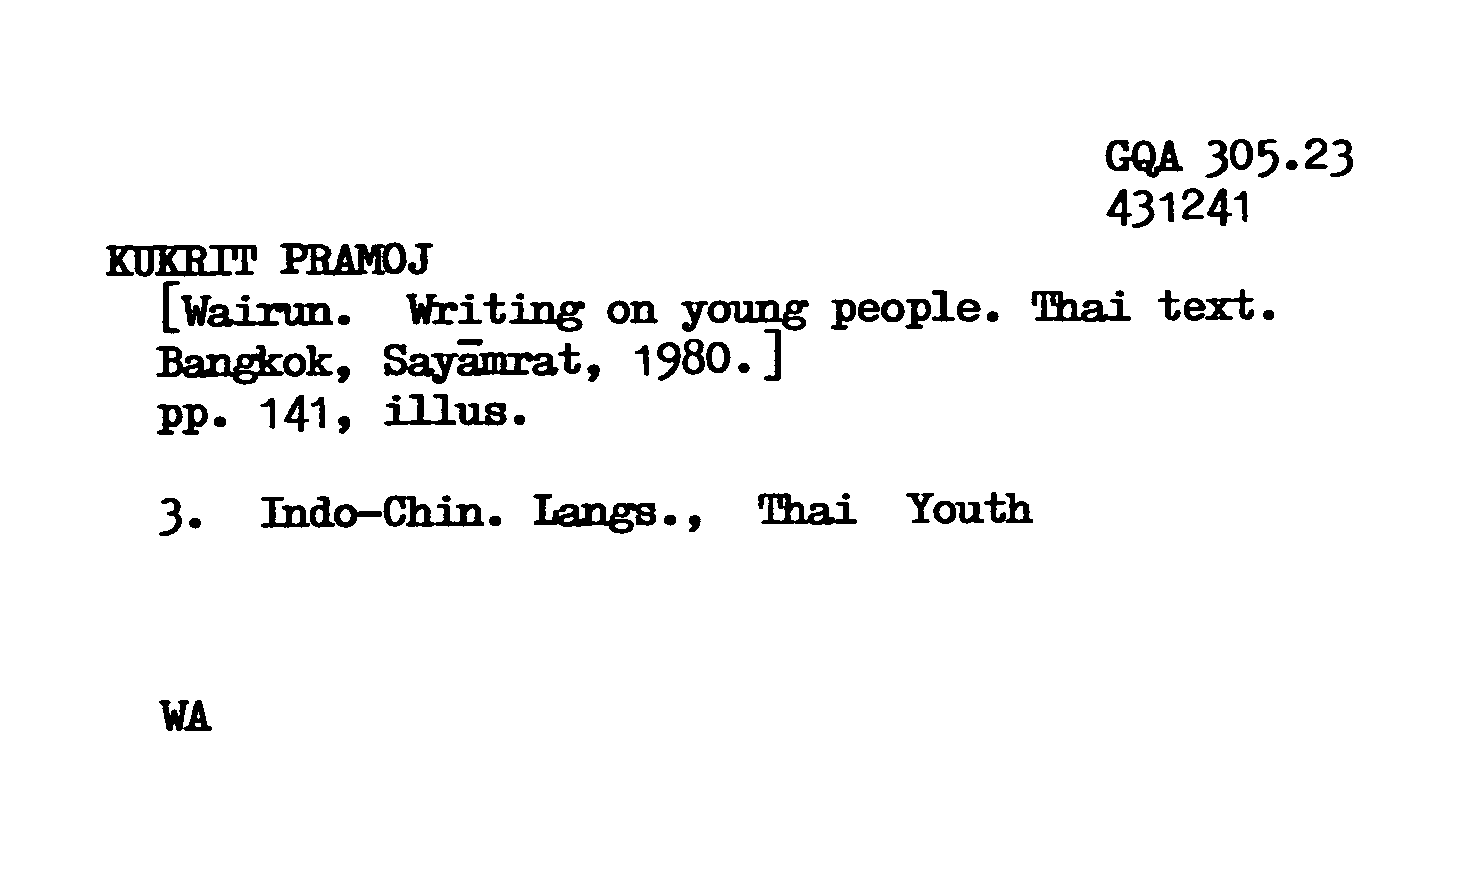 GQA 305.23
431241
KUKRIT PRAMOJ
[Wairun. Writing on young people. Thai text.
Bangkok, Sayāmrat, 1980.]
pp. 141, illus.
3. Indo-Chin. Langs., Thai Youth
WA